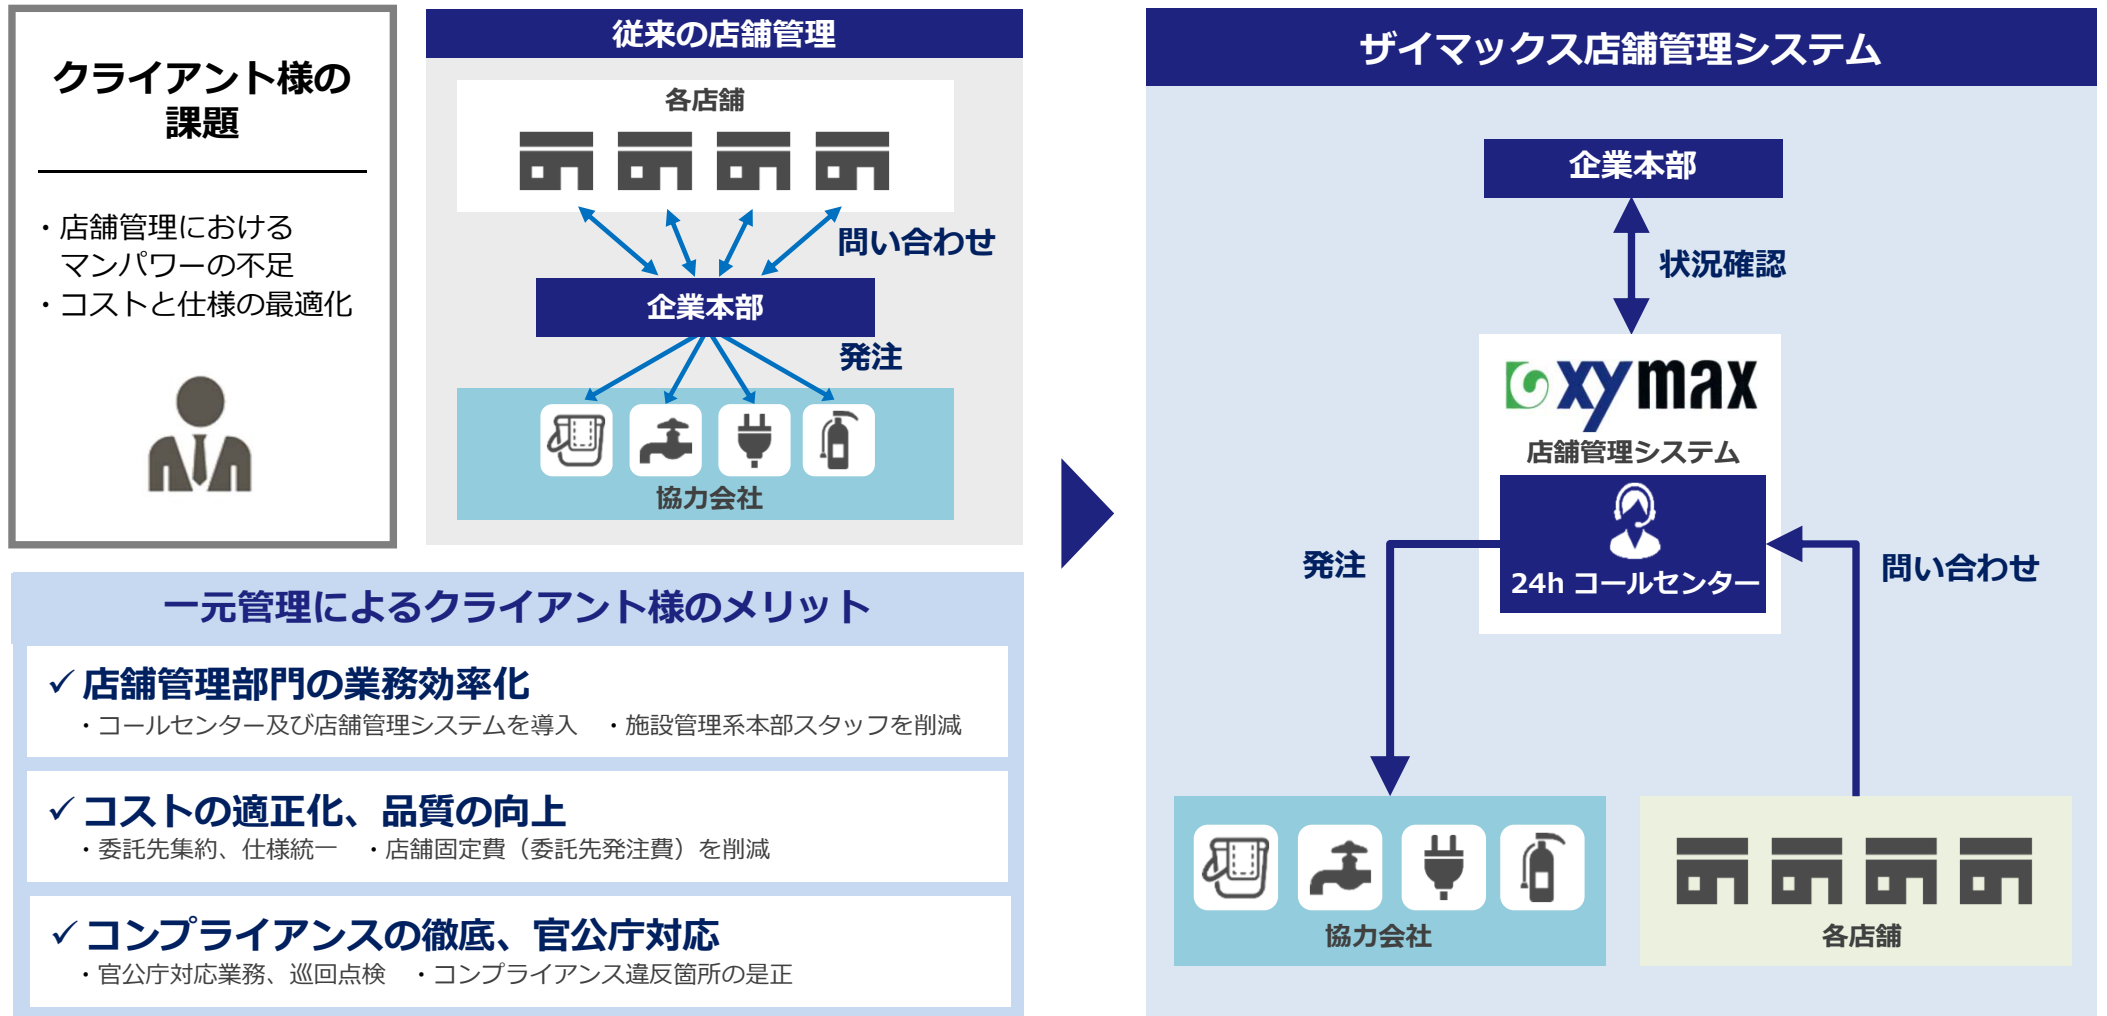 クライアント様の
課題
・店舗管理における
マンパワーの不足
・コストと仕様の最適化
従来の店舗管理
各店舗
問い合わせ
企業本部
発注
協力会社
一元管理によるクライアント様のメリット
✓店舗管理部門の業務効率化
・コールセンター及び店舗管理システムを導入　・施設管理系本部スタッフを削減
✓コストの適正化、品質の向上
・委託先集約、仕様統一　・店舗固定費（委託先発注費）を削減
✓コンプライアンスの徹底、官公庁対応
・官公庁対応業務、巡回点検　・コンプライアンス違反箇所の是正
ザイマックス店舗管理システム
企業本部
状況確認
xymax
店舗管理システム
24h コールセンター
発注
問い合わせ
協力会社
各店舗